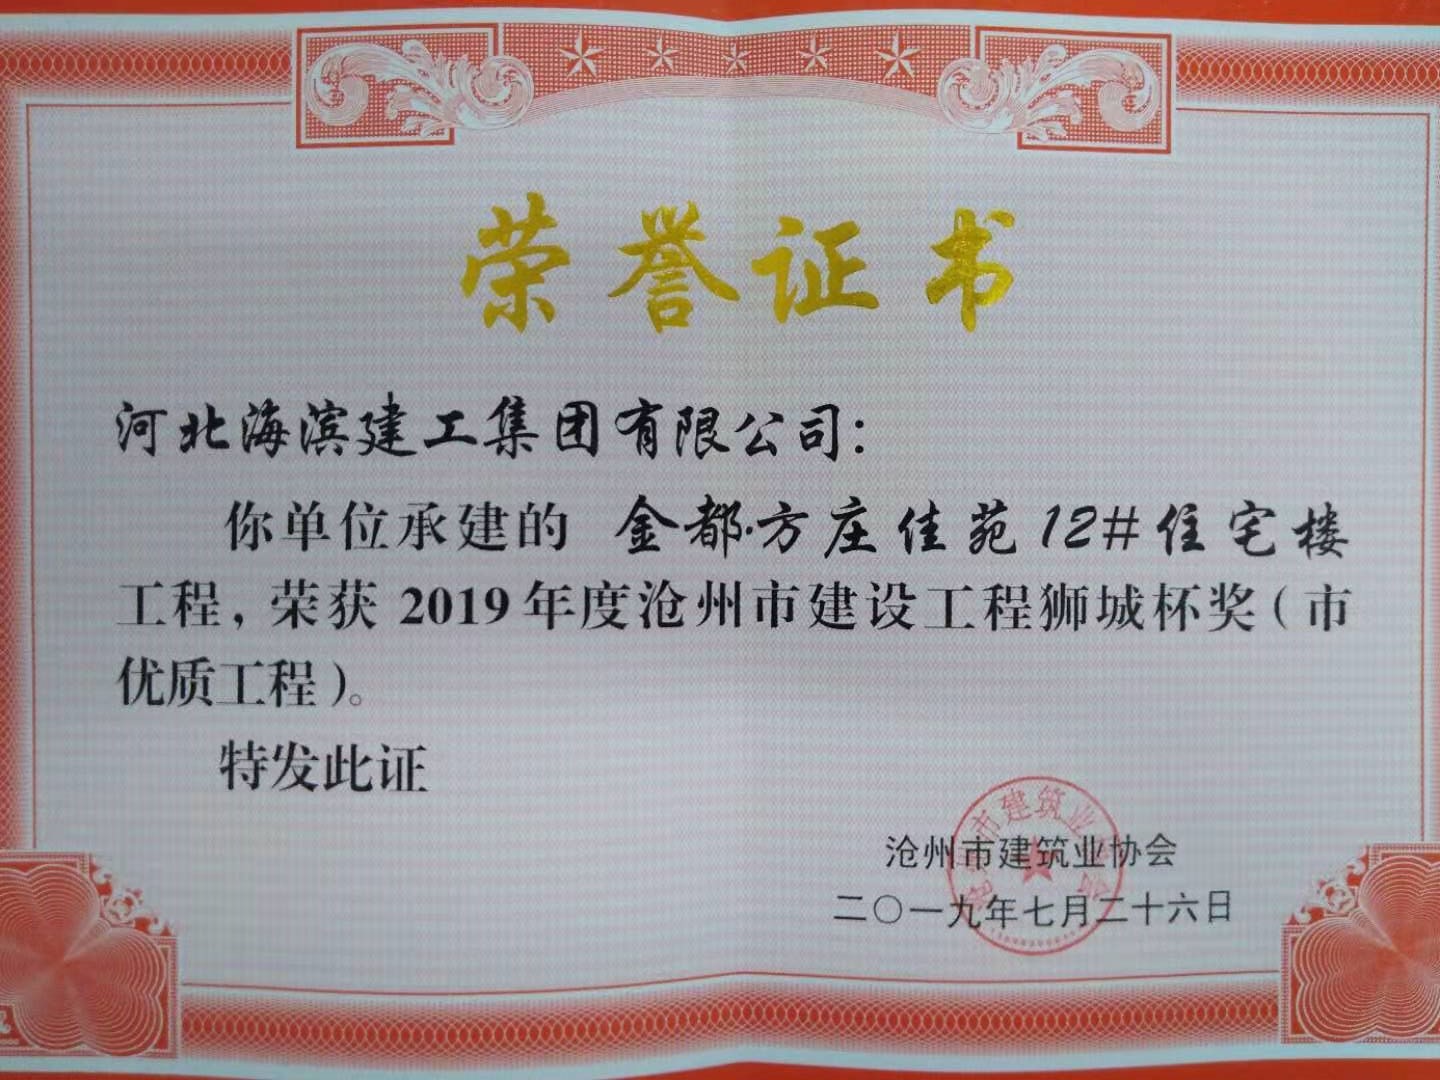 荣誉证书
河北海滨建工集团有限公司：
你单位承建的 金都·方庄佳苑12#住宅楼
工程，荣获 2019 年度沧州市建设工程狮城杯奖（市
优质工程）。
特发此证
沧州市建筑业协会
二〇一九年七月二十六日